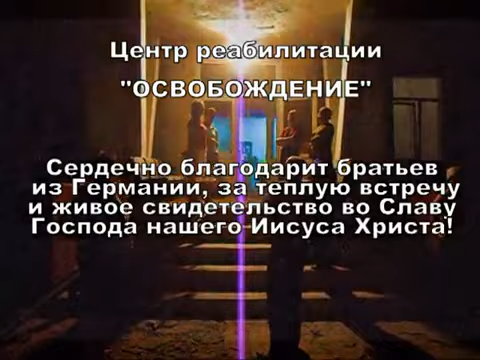 Центр реабилитации
"ОСВОБОЖДЕНИЕ"
Сердечно благодарит братьев
из Германии, за теплую встречу
и живое свидетельство во Славу
Господа нашего Иисуса Христа!